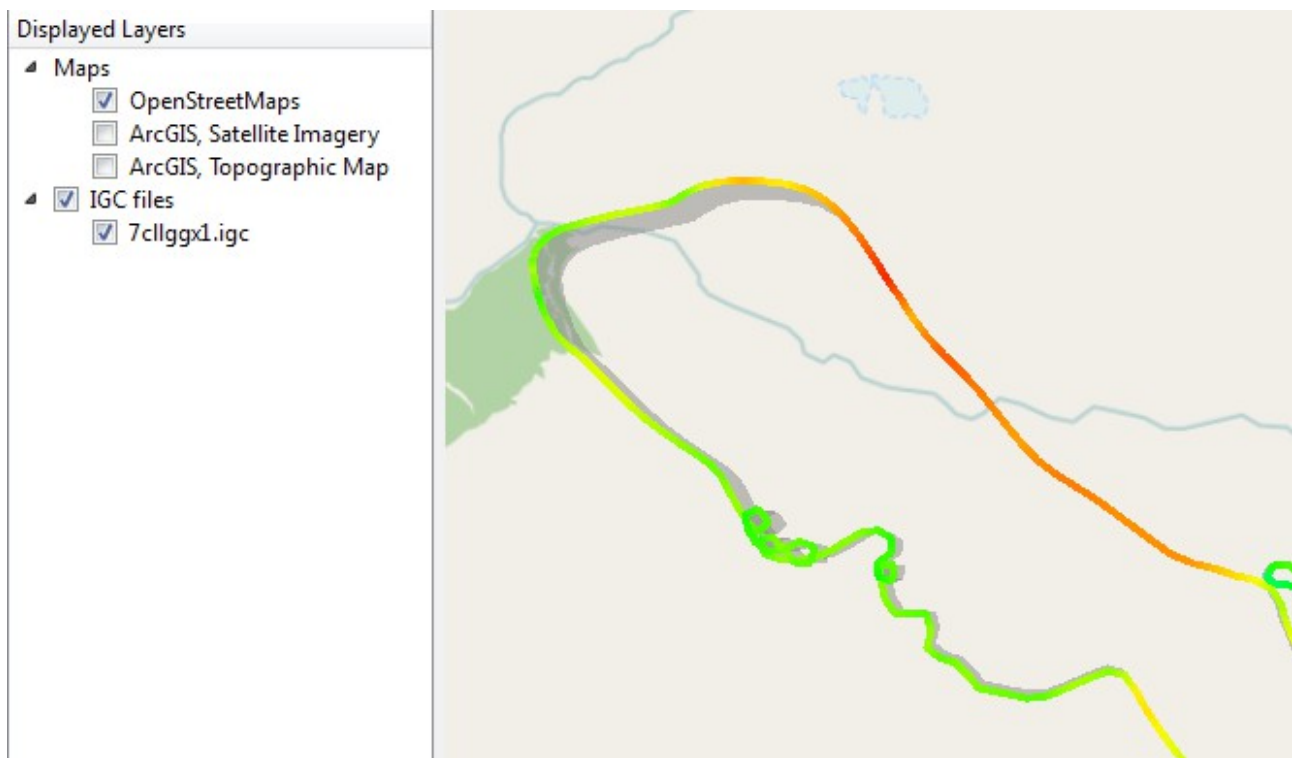 Displayed Layers
Maps
OpenStreetMaps
ArcGIS, Satellite Imagery
ArcGIS, Topographic Map
IGC files
7cllggx1.igc